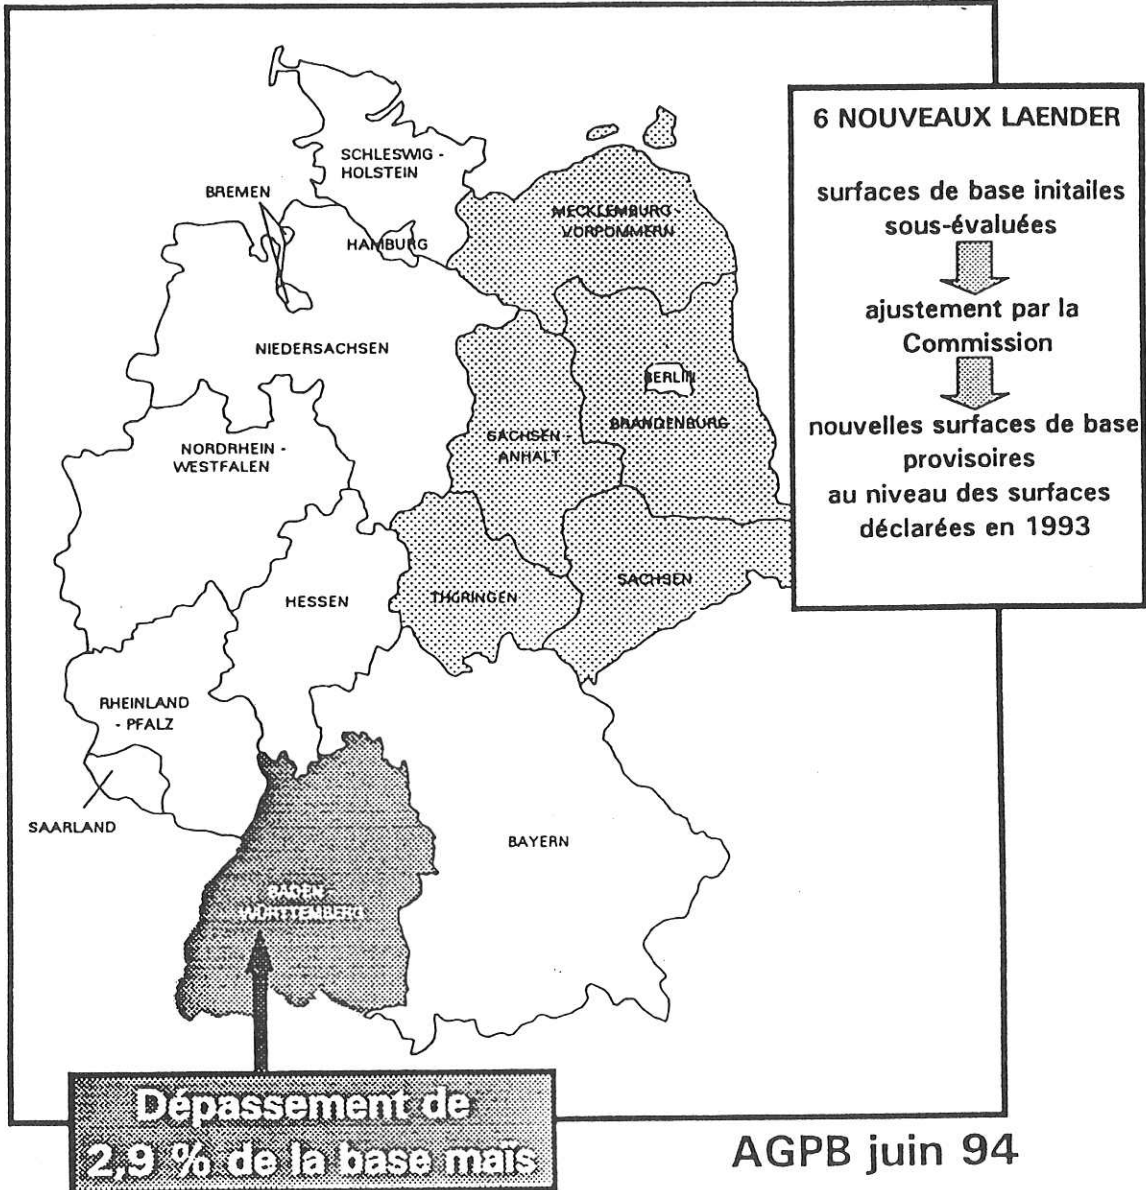 6 NOUVEAUX LAENDER
surfaces de base initailes
sous-évaluées
ajustement par la
Commission
nouvelles surfaces de base
provisoires
au niveau des surfaces
déclarées en 1993
SCHLESWIG -
HOLSTEIN
BREMEN
HAMBURG
MECKLEMBURG -
VORPOMMERN
NIEDERSACHSEN
BERLIN
BRANDENBURG
SACHSEN -
ANHALT
NORDRHEIN -
WESTFALEN
HESSEN
THÜRINGEN
SACHSEN
RHEINLAND
- PFALZ
SAARLAND
BAYERN
BADEN -
WÜRTTEMBERG
Dépassement de
2,9 % de la base maïs
AGPB juin 94